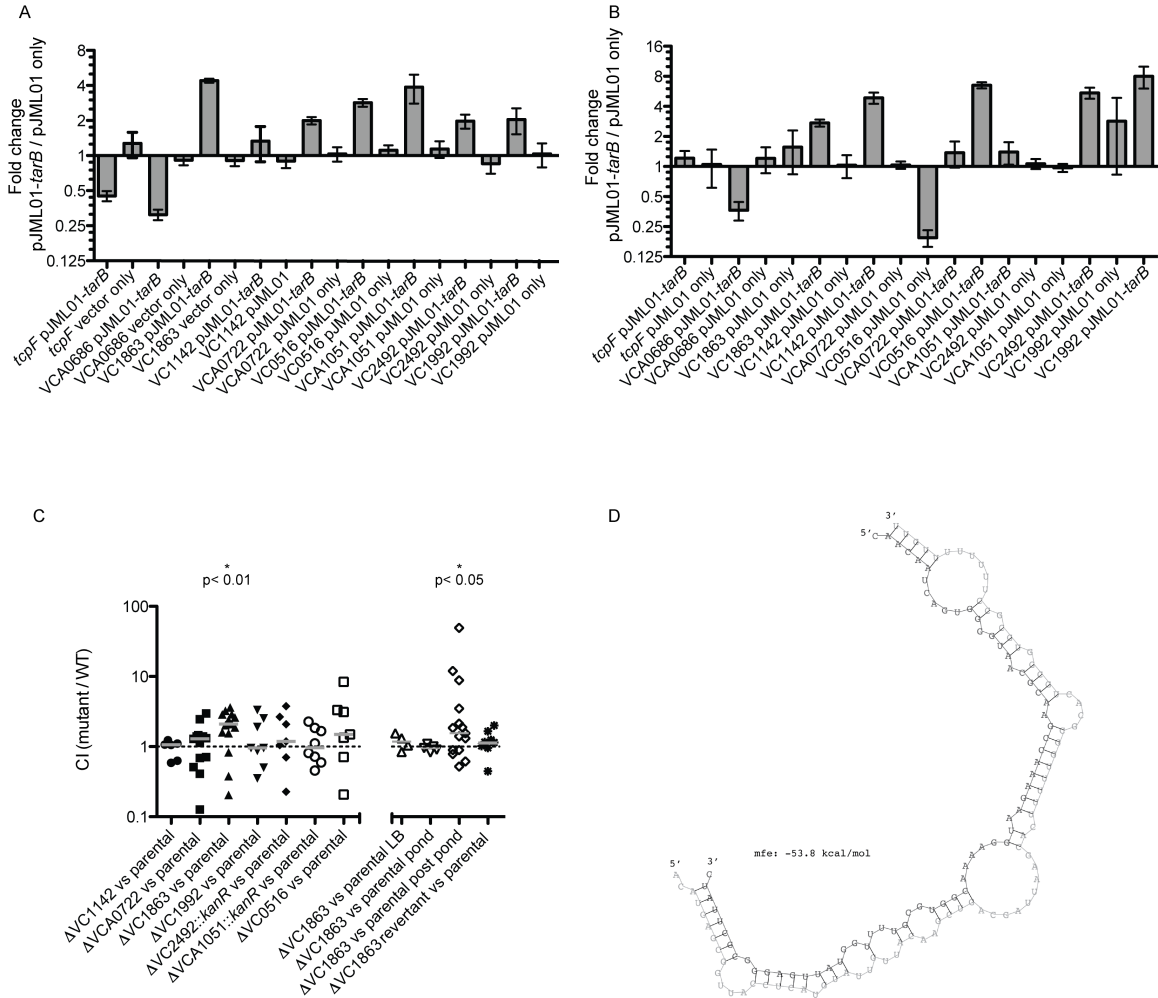 A
Fold change
pJML01-tarB / pJML01 only
8
4
2
1
0.5
0.25
0.125
tcpF pJML01-tarB
tcpF vector only
VCA0686 pJML01-tarB
VCA0686 vector only
VC1863 pJML01-tarB
VC1863 vector only
VC1142 pJML01-tarB
VC1142 pJML01
VCA0722 pJML01-tarB
VCA0722 pJML01 only
VC0516 pJML01-tarB
VC0516 pJML01 only
VCA1051 pJML01-tarB
VCA1051 pJML01 only
VC2492 pJML01-tarB
VC2492 pJML01 only
VC1992 pJML01-tarB
VC1992 pJML01 only
B
Fold change
pJML01-tarB / pJML01 only
16
8
4
2
1
0.5
0.25
0.125
tcpF pJML01-tarB
tcpF pJML01 only
VCA0686 pJML01-tarB
VCA0686 pJML01 only
VC1863 pJML01 only
VC1863 pJML01-tarB
VC1142 pJML01 only
VC1142 pJML01-tarB
VCA0722 pJML01 only
VC0516 pJML01 only
VCA0722 pJML01-tarB
VC0516 pJML01-tarB
VCA1051 pJML01-tarB
VC2492 pJML01 only
VCA1051 pJML01 only
VC2492 pJML01-tarB
VC1992 pJML01 only
VC1992 pJML01-tarB
C
*
p< 0.01
*
p< 0.05
CI (mutant / WT)
100
10
1
0.1
ΔVC1142 vs parental
ΔVCA0722 vs parental
ΔVC1863 vs parental
ΔVC1992 vs parental
ΔVC2492::kanR vs parental
ΔVCA1051::kanR vs parental
ΔVC0516 vs parental
ΔVC1863 vs parental LB
ΔVC1863 vs parental pond
ΔVC1863 vs parental post pond
ΔVC1863 revertant vs parental
D
3'
5'
mfe: -53.8 kcal/mol
5'
3'